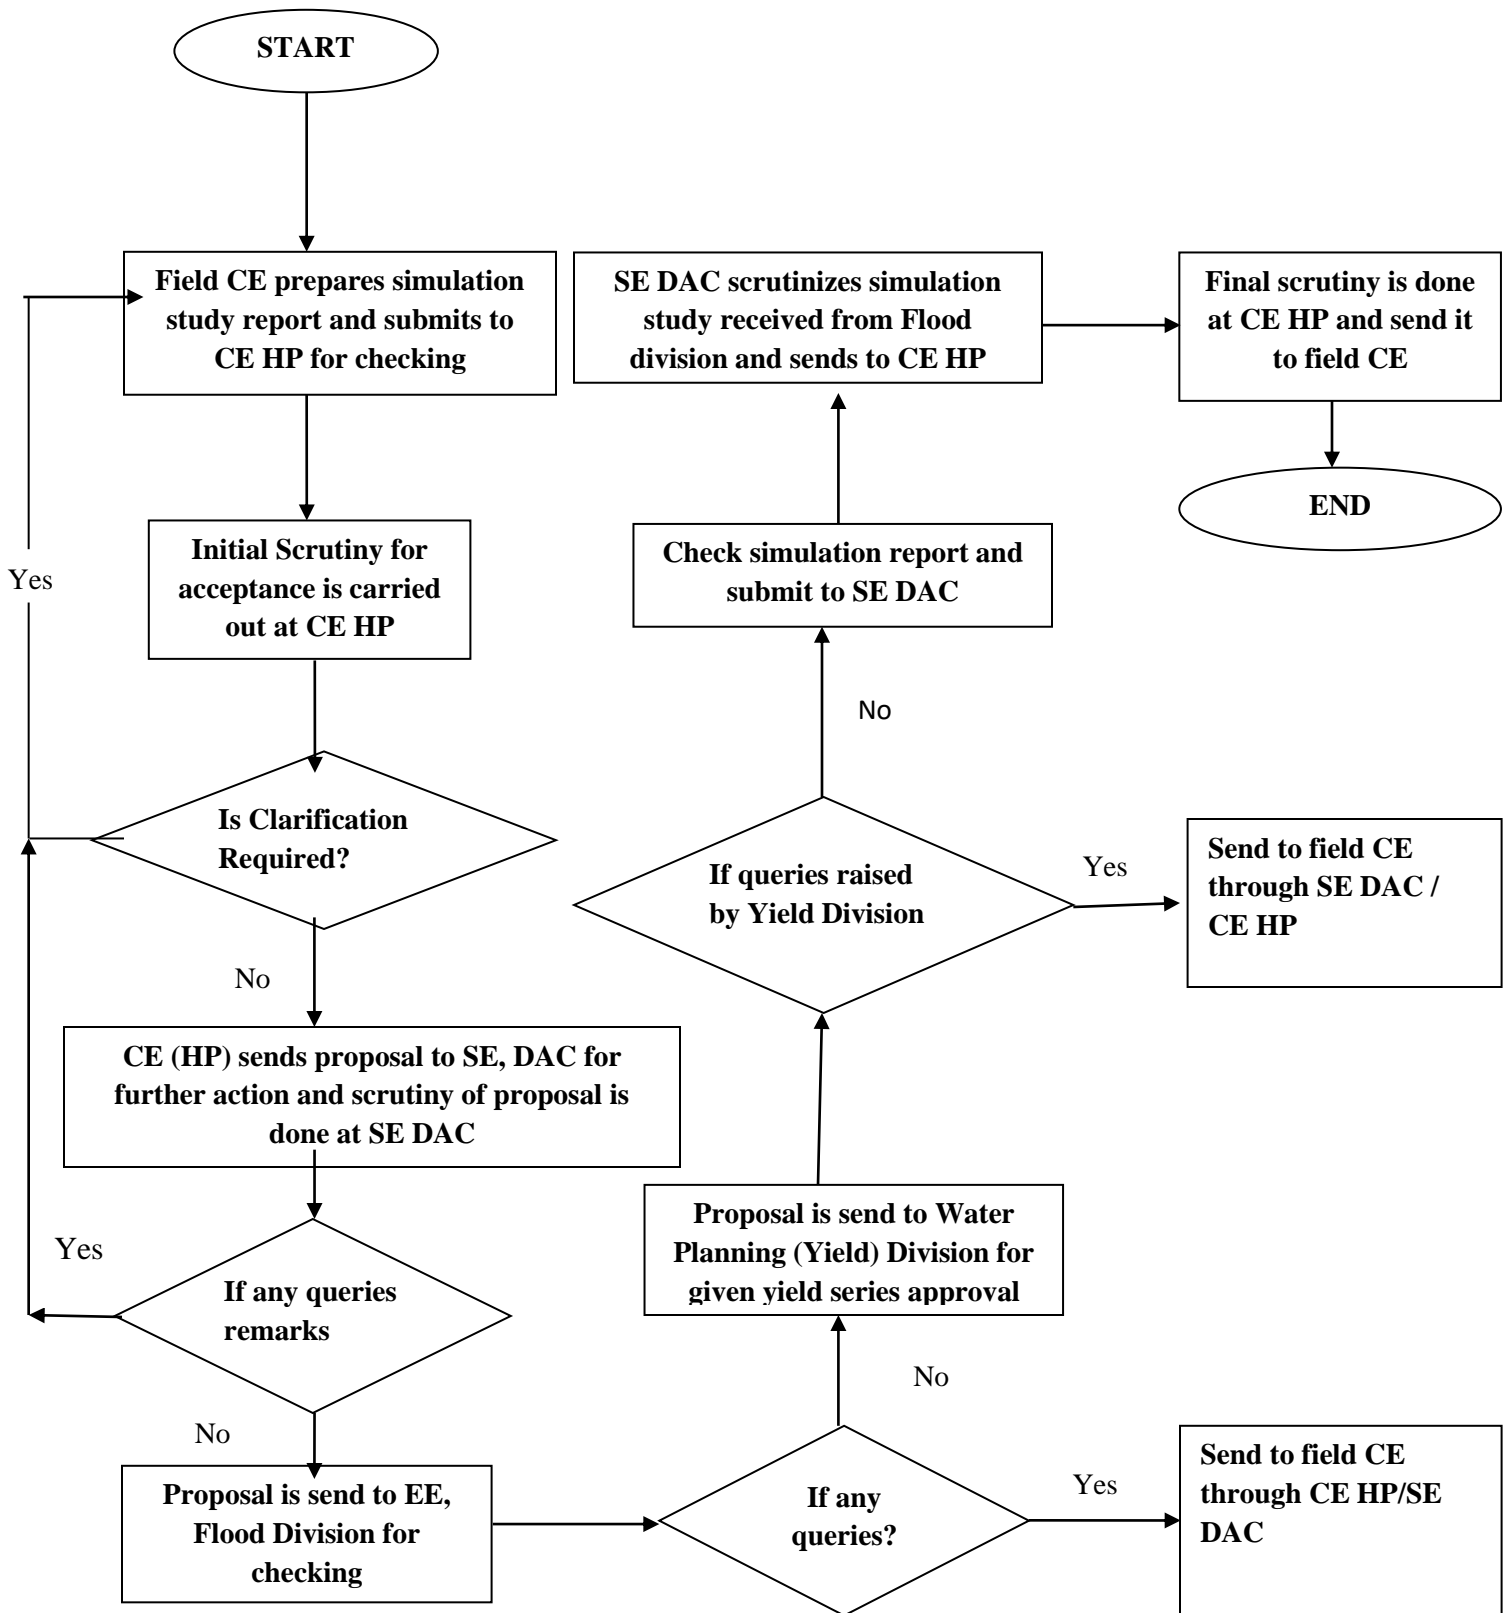 START
Field CE prepares simulation
study report and submits to
CE HP for checking
Initial Scrutiny for
acceptance is carried
out at CE HP
Yes
Is Clarification
Required?
No
CE (HP) sends proposal to SE, DAC for
further action and scrutiny of proposal is
done at SE DAC
Yes
If any queries
remarks
No
Proposal is send to EE,
Flood Division for
checking
If any
queries?
Yes
Send to field CE
through CE HP/SE
DAC
No
Proposal is send to Water
Planning (Yield) Division for
given yield series approval
If queries raised
by Yield Division
Yes
Send to field CE
through SE DAC /
CE HP
No
Check simulation report and
submit to SE DAC
SE DAC scrutinizes simulation
study received from Flood
division and sends to CE HP
Final scrutiny is done
at CE HP and send it
to field CE
END